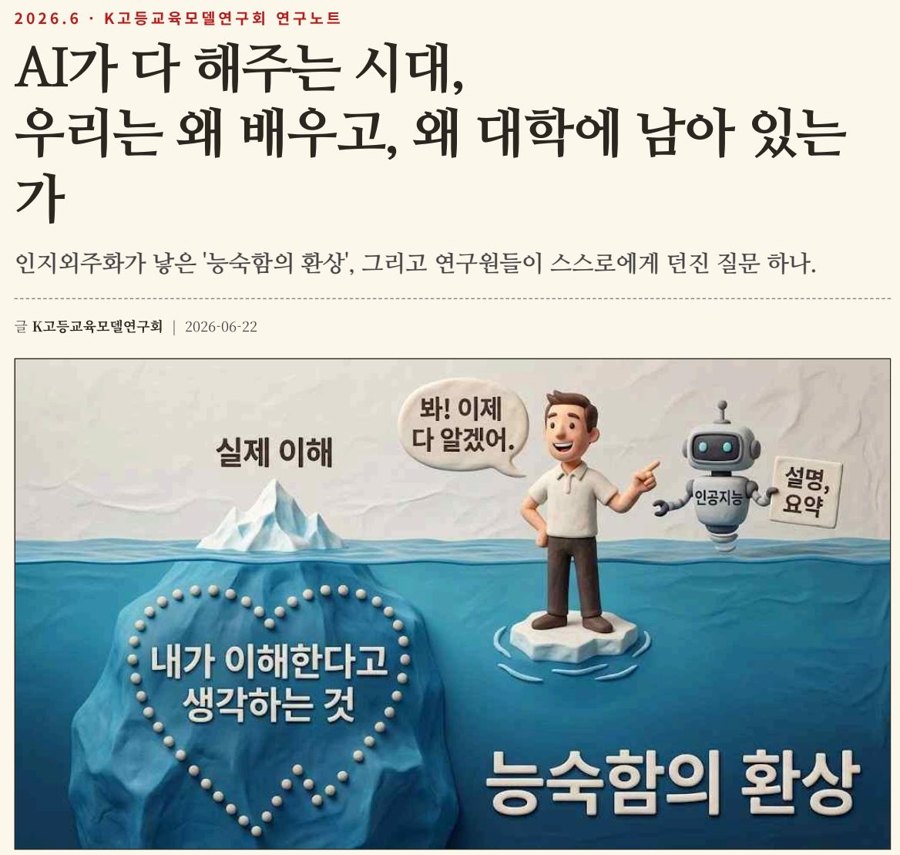 2026.6 · K고등교육모델연구회 연구노트
AI가 다 해주는 시대,
우리는 왜 배우고, 왜 대학에 남아 있는
가
인지외주화가 낳은 '능숙함의 환상', 그리고 연구원들이 스스로에게 던진 질문 하나.
글 K고등교육모델연구회 | 2026-06-22
실제 이해
봐! 이제
다 알겠어.
인공지능
설명,
요약
내가 이해한다고
생각하는 것
능숙함의 환상